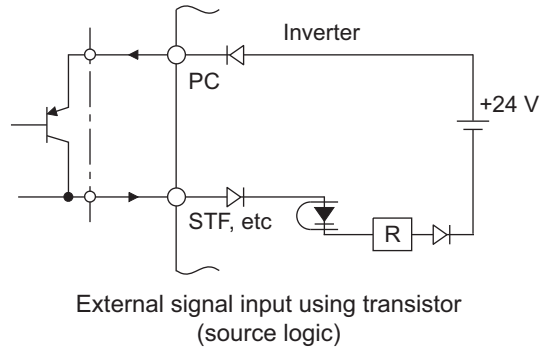 Inverter
PC
+24 V
STF, etc
R
External signal input using transistor
(source logic)